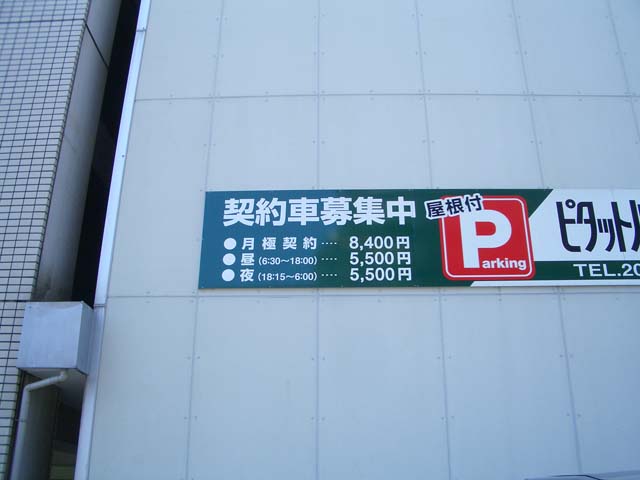 契約車募集中
●月極契約‥‥8,400円
●昼(6:30〜18:00)‥‥5,500円
●夜(18:15〜6:00)‥‥5,500円
屋根付
P
Parking
ピタット
TEL.20